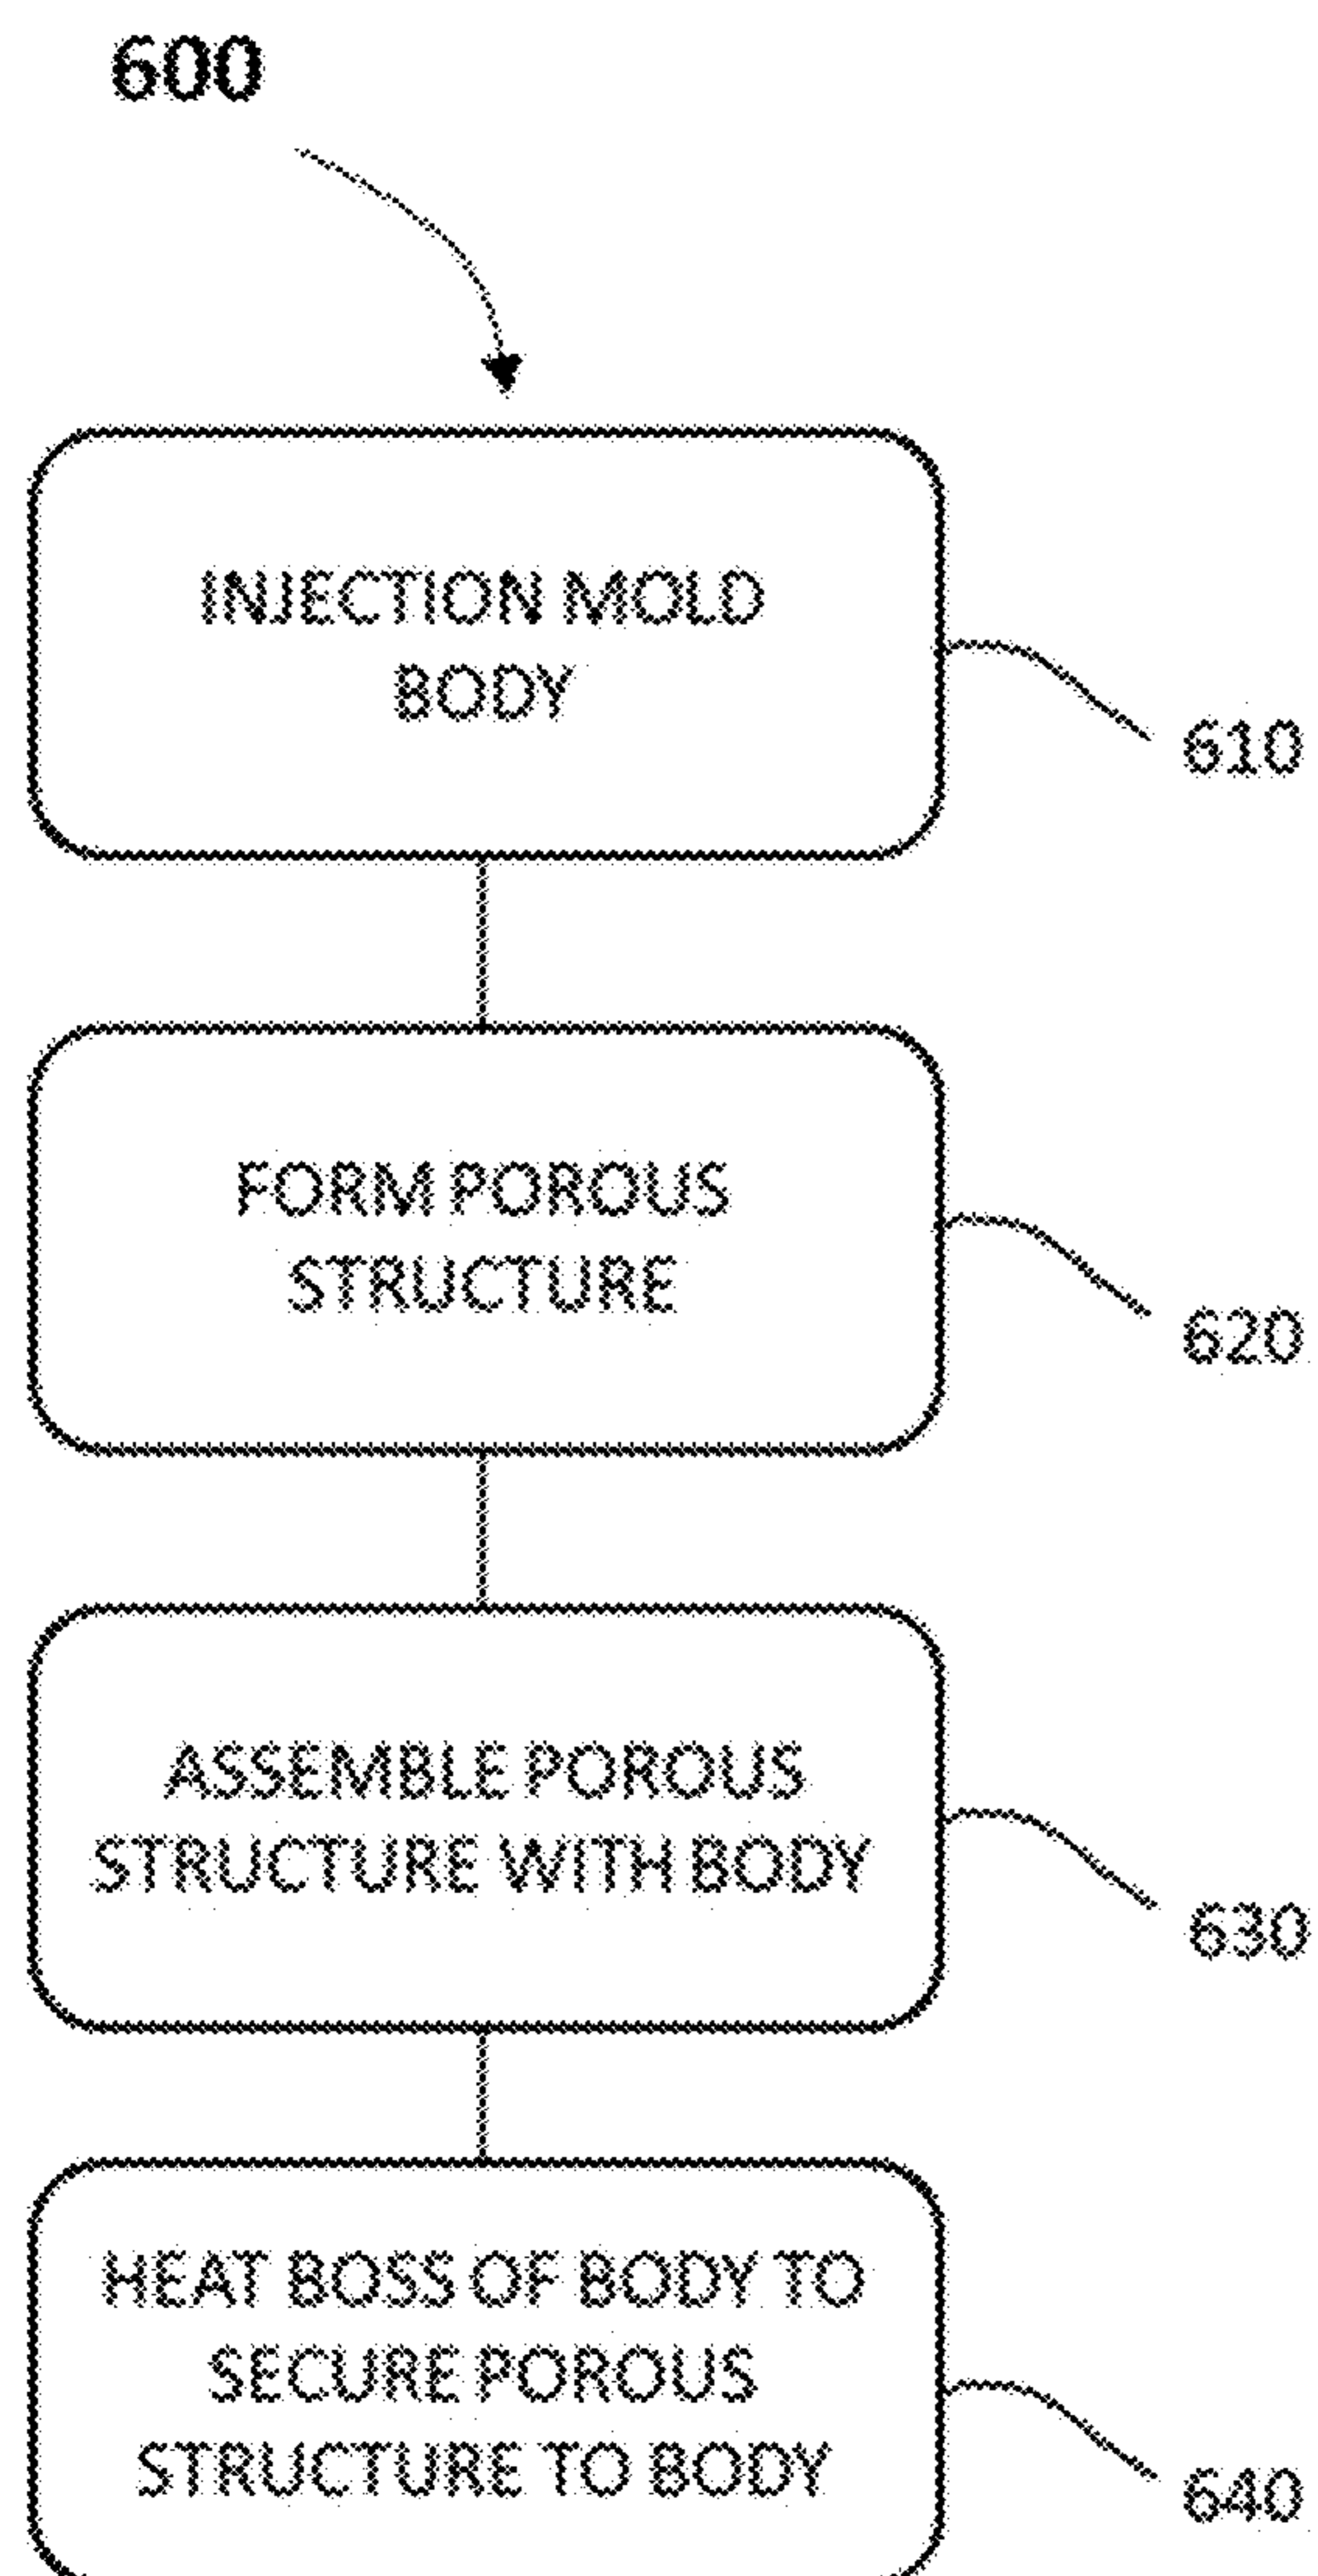 600
INJECTION MOLD
BODY
610
FORM POROUS
STRUCTURE
620
ASSEMBLE POROUS
STRUCTURE WITH BODY
630
HEAT BOSS OF BODY TO
SECURE POROUS
STRUCTURE TO BODY
640